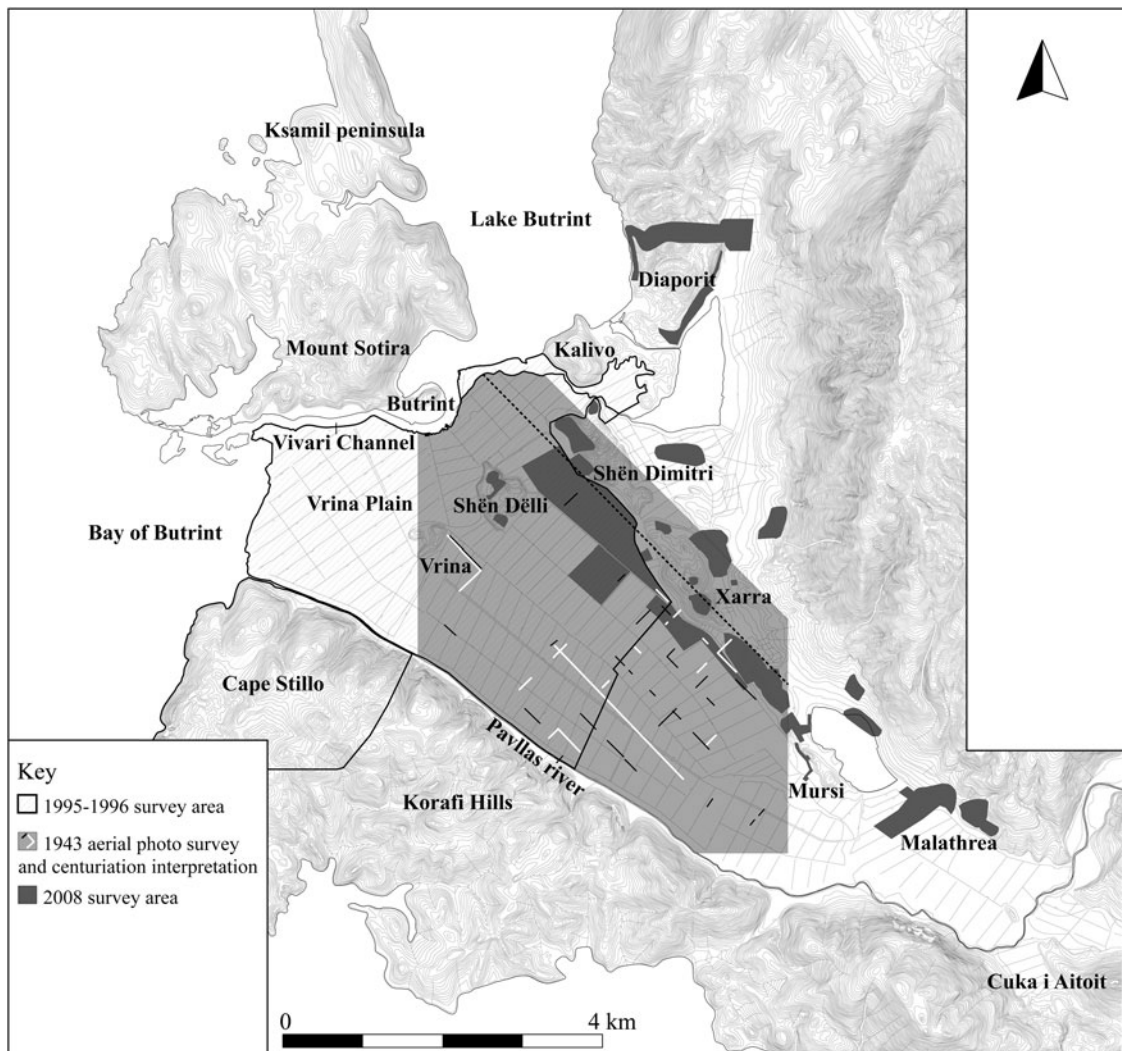 Ksamil peninsula
Lake Butrint
Diaporit
Mount Sotira
Kalivo
Butrint
Vivari Channel
Shën Dimitri
Vrina Plain
Shën Dëlli
Bay of Butrint
Vrina
Xarra
Cape Stillo
Pavllas river
Mursi
Korafi Hills
Malathrea
Cuka i Aitoit
Key
1995-1996 survey area
1943 aerial photo survey
and centuriation interpretation
2008 survey area
0 4 km